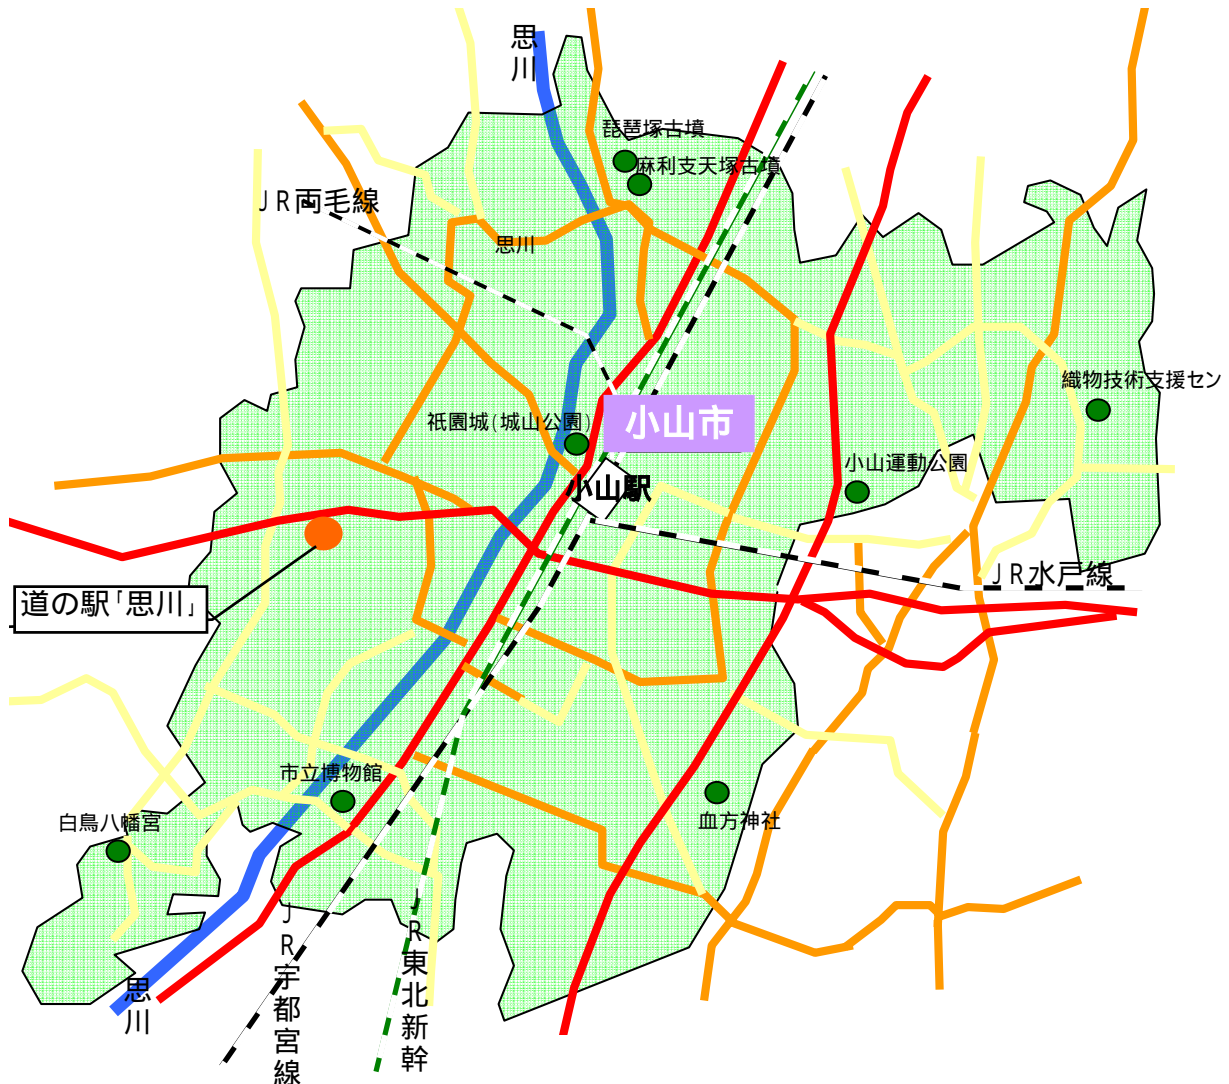 思川
琵琶塚古墳
麻利支天塚古墳
JR両毛線
思川
織物技術支援セン
祇園城(城山公園)
小山市
小山運動公園
小山駅
JR水戸線
道の駅「思川」
市立博物館
白鳥八幡宮
血方神社
思川
JR宇都宮線
JR東北新幹